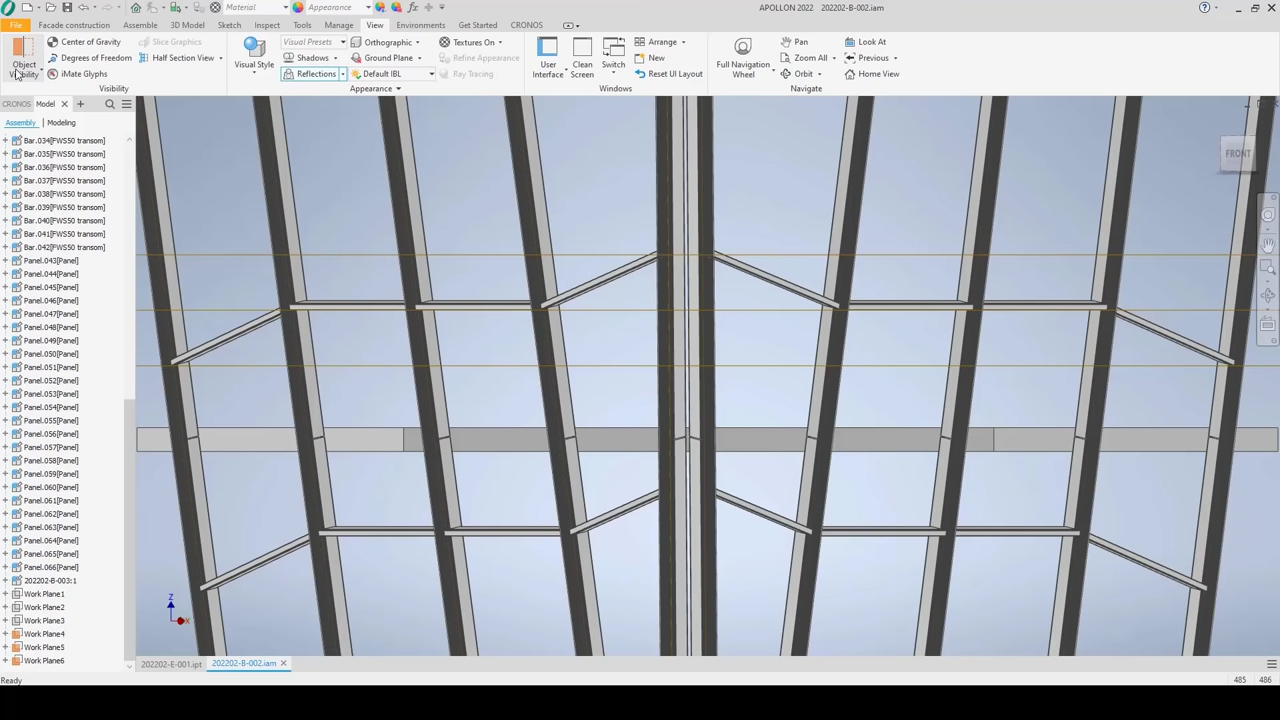 Material
Appearance
APOLLON 2022
202202-B-002.iam
File
Facade construction
Assemble
3D Model
Sketch
Inspect
Tools
Manage
View
Environments
Get Started
CRONOS
Object
Visibility
Center of Gravity
Degrees of Freedom
iMate Glyphs
Slice Graphics
Half Section View
Visibility
Visual Style
Visual Presets
Shadows
Reflections
Orthographic
Ground Plane
Default IBL
Textures On
Refine Appearance
Ray Tracing
Appearance
User
Interface
Clean
Screen
Switch
Arrange
New
Reset UI Layout
Windows
Full Navigation
Wheel
Pan
Zoom All
Orbit
Look At
Previous
Home View
Navigate
CRONOS
Model
Assembly
Modeling
Bar.034[FWS50 transom]
Bar.035[FWS50 transom]
Bar.036[FWS50 transom]
Bar.037[FWS50 transom]
Bar.038[FWS50 transom]
Bar.039[FWS50 transom]
Bar.040[FWS50 transom]
Bar.041[FWS50 transom]
Bar.042[FWS50 transom]
Panel.043[Panel]
Panel.044[Panel]
Panel.045[Panel]
Panel.046[Panel]
Panel.047[Panel]
Panel.048[Panel]
Panel.049[Panel]
Panel.050[Panel]
Panel.051[Panel]
Panel.052[Panel]
Panel.053[Panel]
Panel.054[Panel]
Panel.055[Panel]
Panel.056[Panel]
Panel.057[Panel]
Panel.058[Panel]
Panel.059[Panel]
Panel.060[Panel]
Panel.061[Panel]
Panel.062[Panel]
Panel.063[Panel]
Panel.064[Panel]
Panel.065[Panel]
Panel.066[Panel]
202202-B-003:1
Work Plane1
Work Plane2
Work Plane3
Work Plane4
Work Plane5
Work Plane6
FRONT
Z
X
202202-E-001.ipt
202202-B-002.iam
Ready
485
486